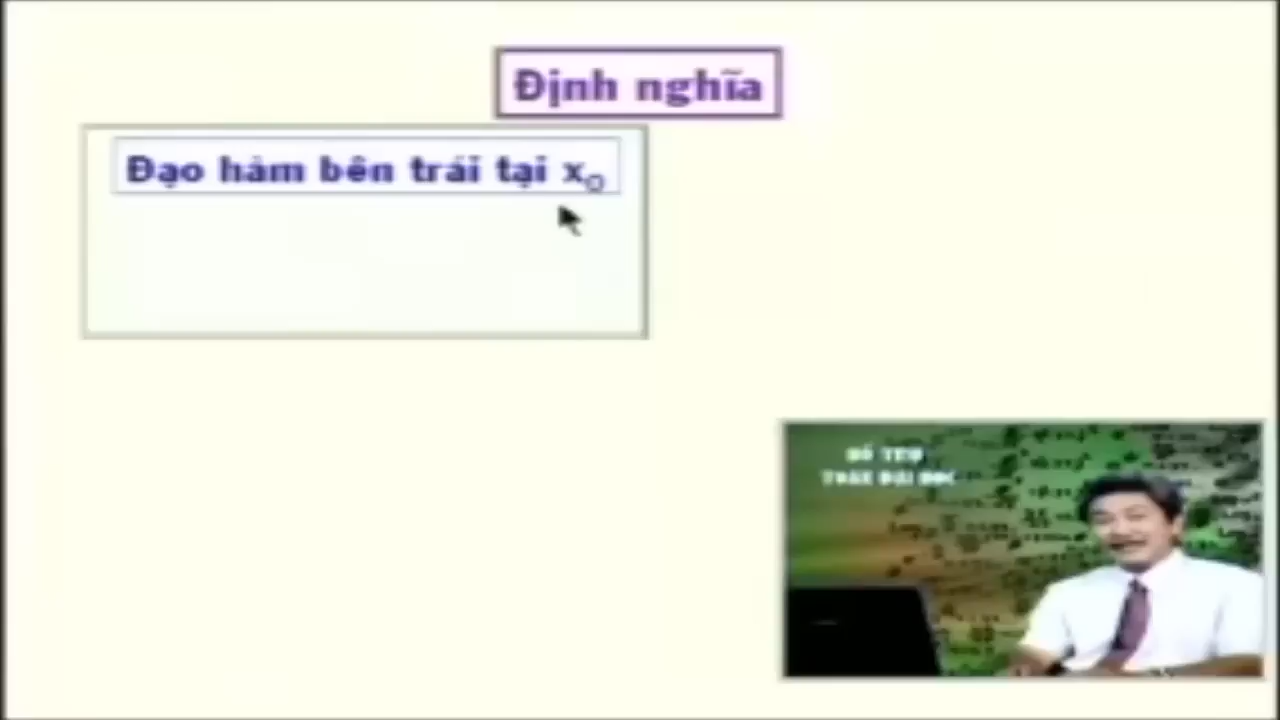 Định nghĩa
Đạo hàm bên trái tại x₀